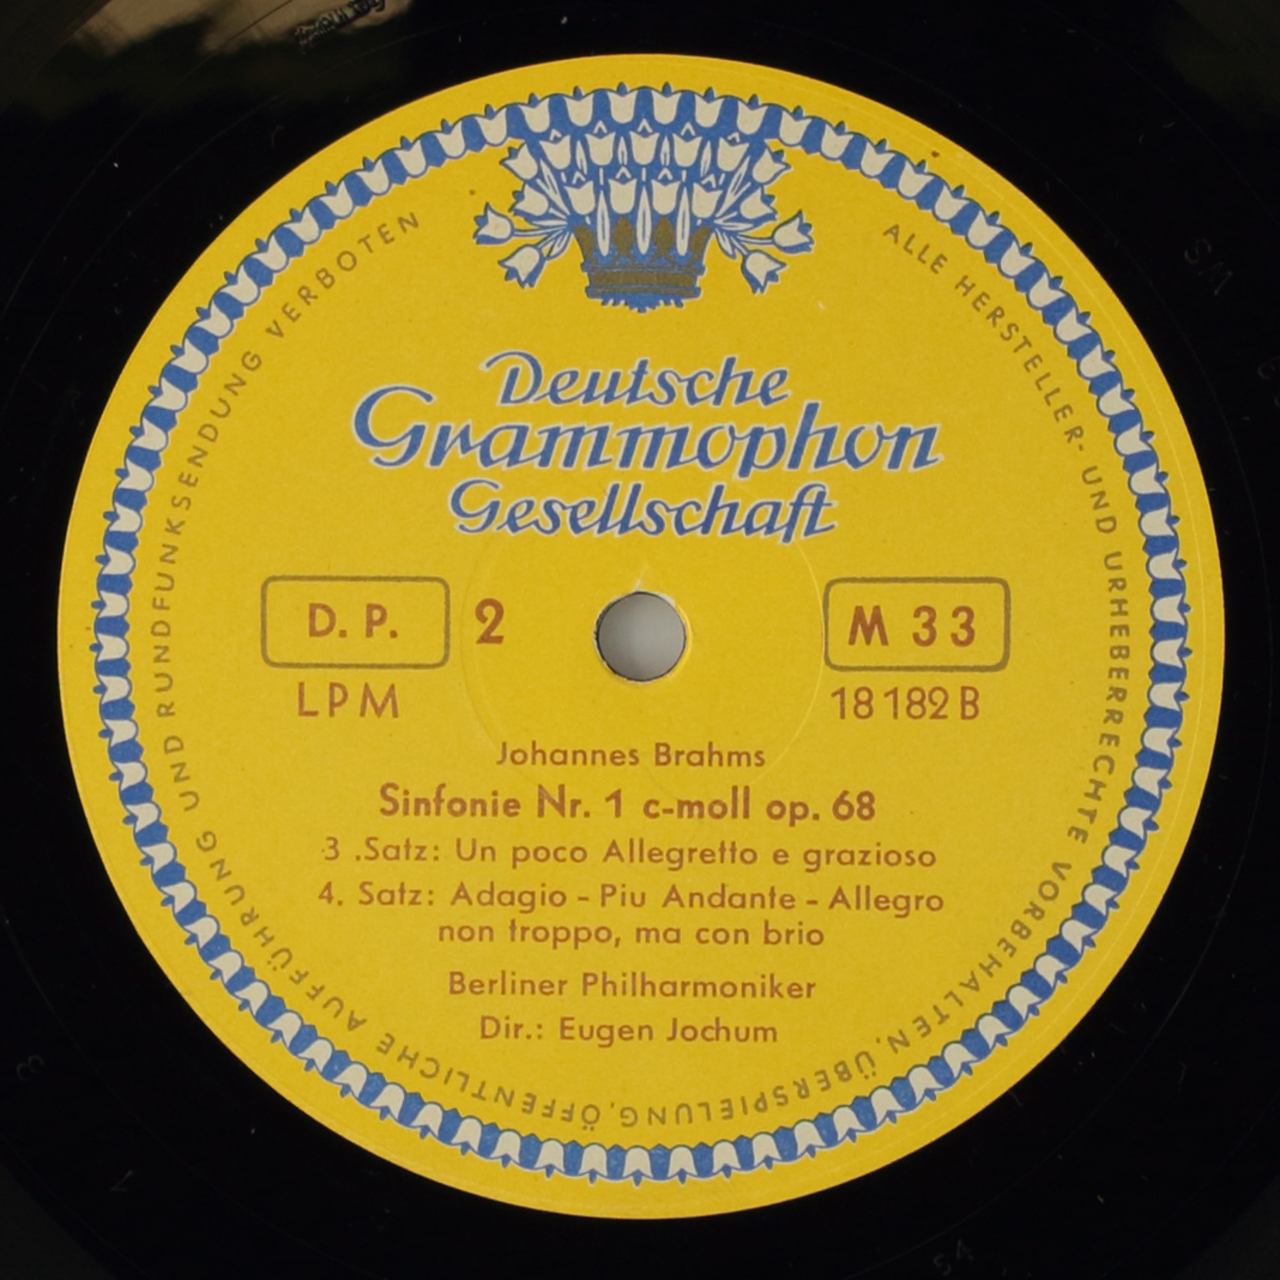 Deutsche
Grammophon
Gesellschaft
D. P. 2 M 33
LPM 18 182 B
Johannes Brahms
Sinfonie Nr. 1 c-moll op. 68
3 .Satz: Un poco Allegretto e grazioso
4. Satz: Adagio - Piu Andante - Allegro
non troppo, ma con brio
Berliner Philharmoniker
Dir.: Eugen Jochum
ALLE HERSTELLER- UND URHEBERRECHTE VORBEHALTEN. ÜBERSPIELUNG, ÖFFENTLICHE AUFFÜHRUNG UND RUNDFUNKSENDUNG VERBOTEN